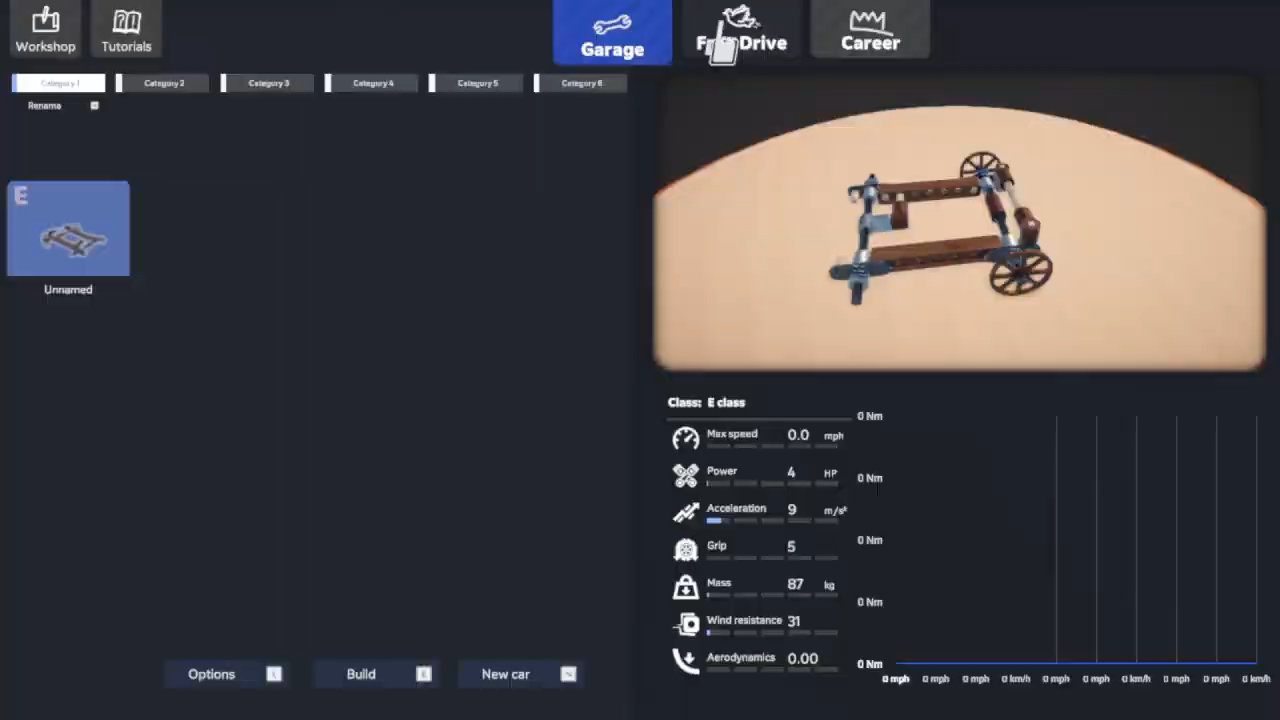 Workshop
Tutorials
Garage
Drive
Career
Category 1
Category 2
Category 3
Category 4
Category 5
Category 6
Rename
E
Unnamed
Class: E class
Max speed 0.0 mph
Power 4 HP
Acceleration 9 m/s²
Grip 5
Mass 87 kg
Wind resistance 31
Aerodynamics 0.00
0 Nm
0 Nm
0 Nm
0 Nm
0 Nm
0 mph 0 mph 0 mph 0 km/h 0 mph 0 mph 0 km/h 0 mph 0 mph 0 km/h
Options
Build E
New car N